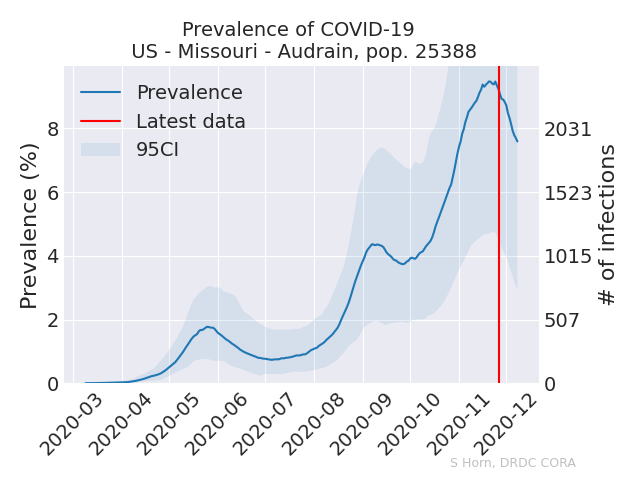 Prevalence of COVID-19
US - Missouri - Audrain, pop. 25388
Prevalence
Latest data
95CI
Prevalence (%)
8
6
4
2
0
2031
1523
1015
507
0
# of infections
2020-03
2020-04
2020-05
2020-06
2020-07
2020-08
2020-09
2020-10
2020-11
2020-12
S Horn, DRDC CORA